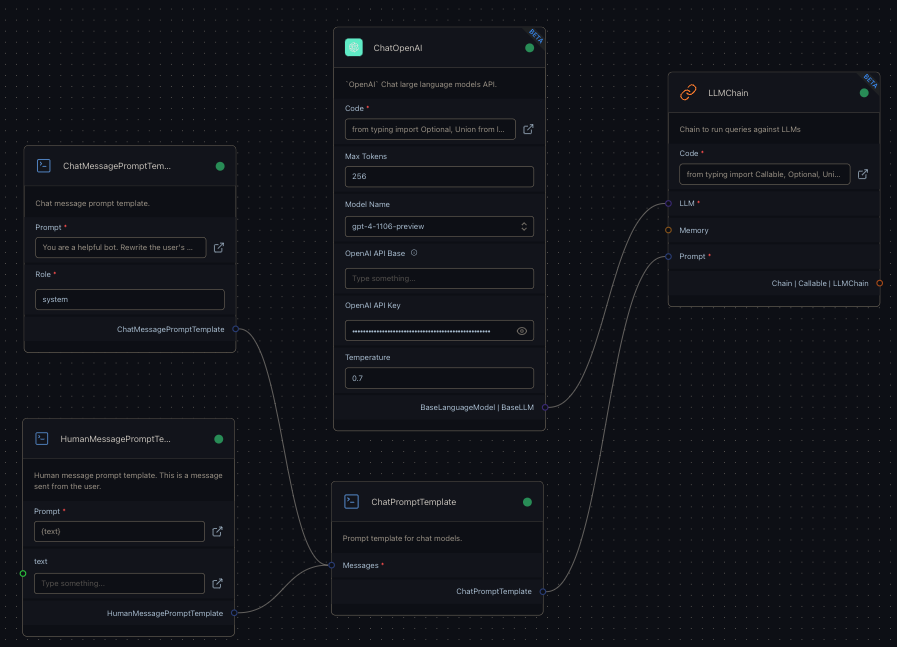 ChatMessagePromptTem...
Chat message prompt template.
Prompt *
You are a helpful bot. Rewrite the user's ...
Role *
system
ChatMessagePromptTemplate
HumanMessagePromptTe...
Human message prompt template. This is a message
sent from the user.
Prompt *
{text}
text
Type something...
HumanMessagePromptTemplate
BETA
ChatOpenAI
`OpenAI` Chat large language models API.
Code *
from typing import Optional, Union from l...
Max Tokens
256
Model Name
gpt-4-1106-preview
OpenAI API Base
Type something...
OpenAI API Key
Temperature
0.7
BaseLanguageModel | BaseLLM
ChatPromptTemplate
Prompt template for chat models.
Messages *
ChatPromptTemplate
BETA
LLMChain
Chain to run queries against LLMs
Code *
from typing import Callable, Optional, Uni...
LLM *
Memory
Prompt *
Chain | Callable | LLMChain